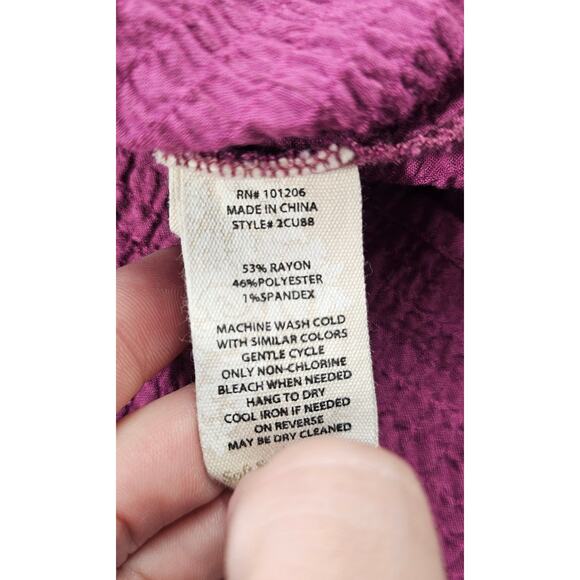 RN# 101206
MADE IN CHINA
STYLE# 2CU88
53% RAYON
46%POLYESTER
1%SPANDEX
MACHINE WASH COLD
WITH SIMILAR COLORS
GENTLE CYCLE
ONLY NON-CHLORINE
BLEACH WHEN NEEDED
HANG TO DRY
COOL IRON IF NEEDED
ON REVERSE
MAY BE DRY CLEANED